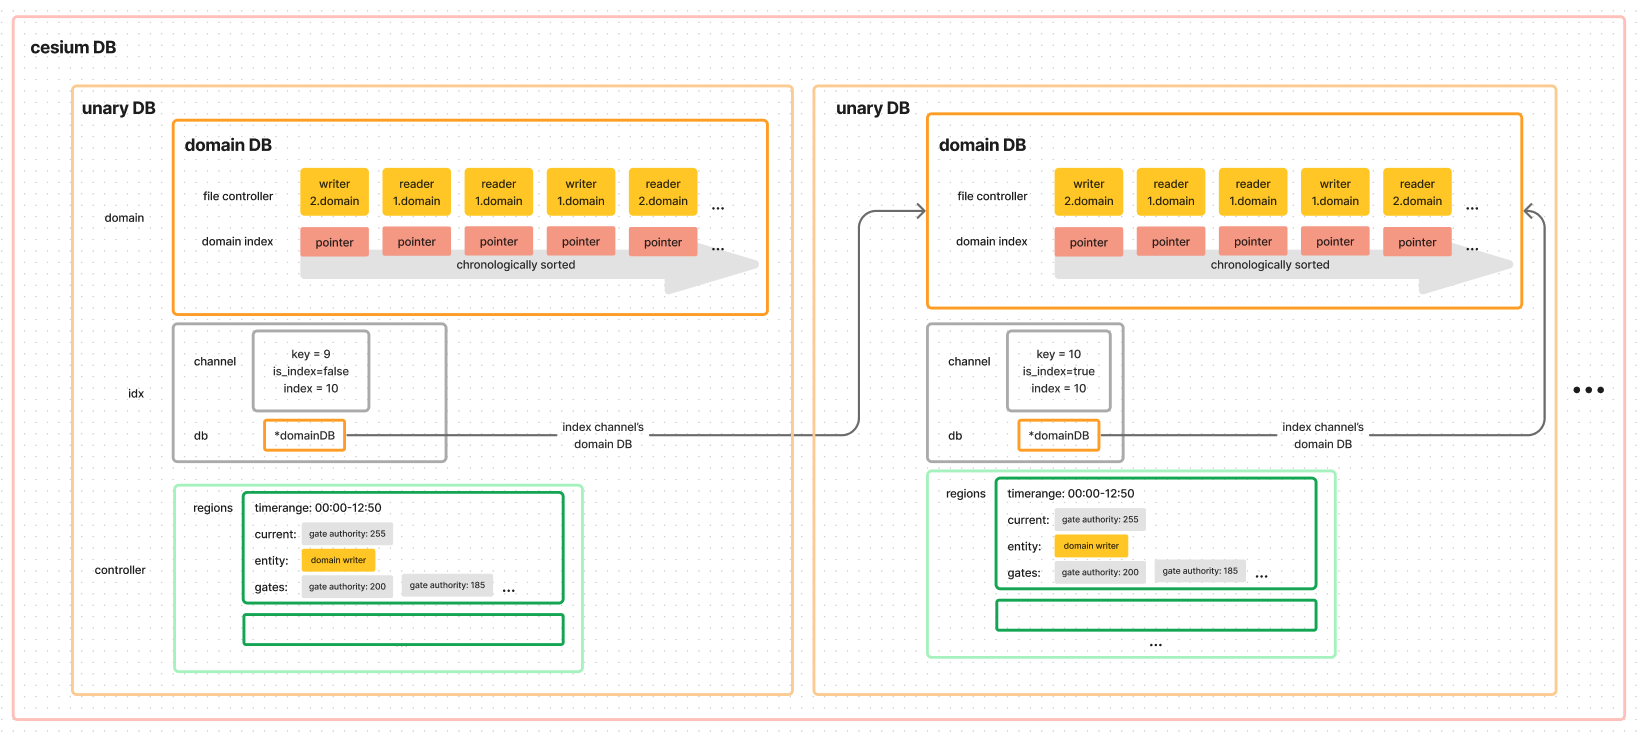 cesium DB
unary DB
domain DB
file controller
writer
2.domain
reader
1.domain
reader
1.domain
writer
1.domain
reader
2.domain
...
domain
domain index
pointer
pointer
pointer
pointer
pointer
...
chronologically sorted
channel
key = 9
is_index=false
index = 10
idx
db
*domainDB
index channel's
domain DB
regions
timerange: 00:00-12:50
current:
gate authority: 255
entity:
domain writer
gates:
gate authority: 200
gate authority: 185
...
controller
unary DB
domain DB
file controller
writer
2.domain
reader
1.domain
reader
1.domain
writer
1.domain
reader
2.domain
...
domain index
pointer
pointer
pointer
pointer
pointer
...
chronologically sorted
channel
key = 10
is_index=true
index = 10
db
*domainDB
index channel's
domain DB
regions
timerange: 00:00-12:50
current:
gate authority: 255
entity:
domain writer
gates:
gate authority: 200
gate authority: 185
...
...
...